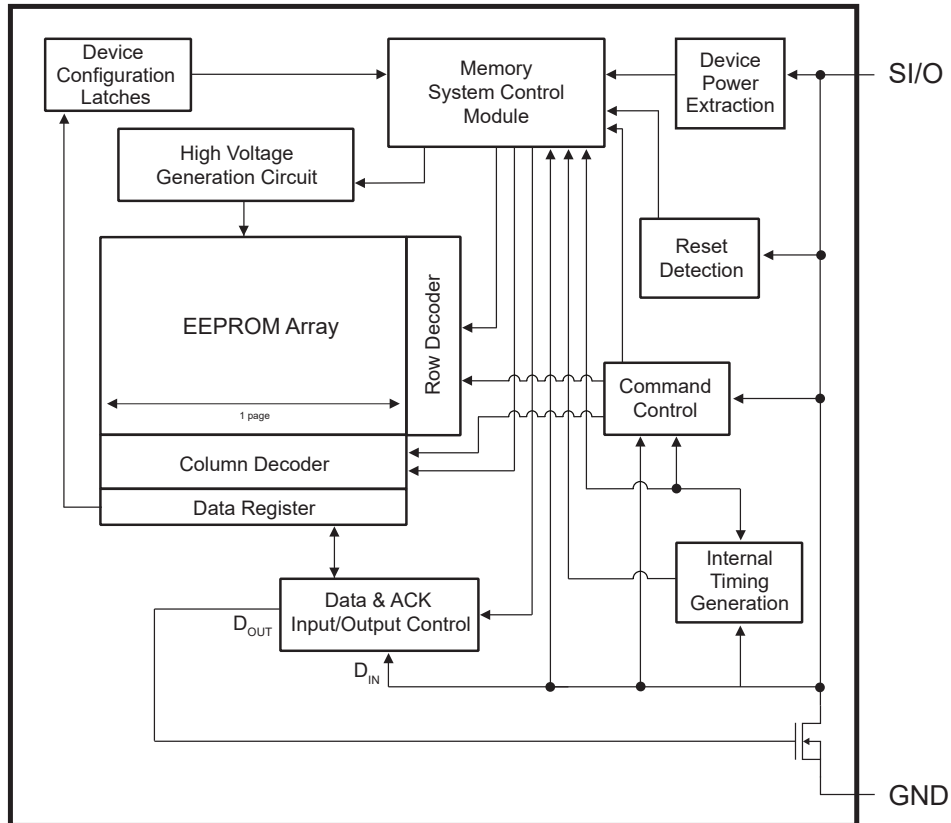 Device
Configuration
Latches
Memory
System Control
Module
Device
Power
Extraction
SI/O
High Voltage
Generation Circuit
Reset
Detection
EEPROM Array
Row Decoder
1 page
Command
Control
Column Decoder
Data Register
Internal
Timing
Generation
Data & ACK
Input/Output Control
DOUT
DIN
GND